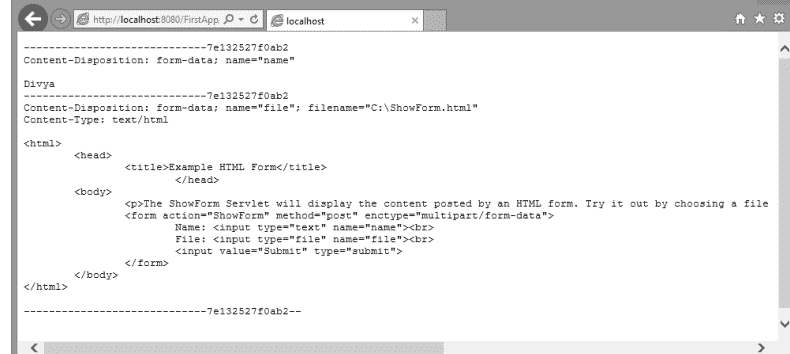 http://localhost:8080/FirstApp
localhost
-----------------------------7e132527f0ab2
Content-Disposition: form-data; name="name"
Divya
-----------------------------7e132527f0ab2
Content-Disposition: form-data; name="file"; filename="C:\ShowForm.html"
Content-Type: text/html
<html>
<head>
<title>Example HTML Form</title>
</head>
<body>
<p>The ShowForm Servlet will display the content posted by an HTML form. Try it out by choosing a file
<form action="ShowForm" method="post" enctype="multipart/form-data">
Name: <input type="text" name="name"><br>
File: <input type="file" name="file"><br>
<input value="Submit" type="submit">
</form>
</body>
</html>
-----------------------------7e132527f0ab2--